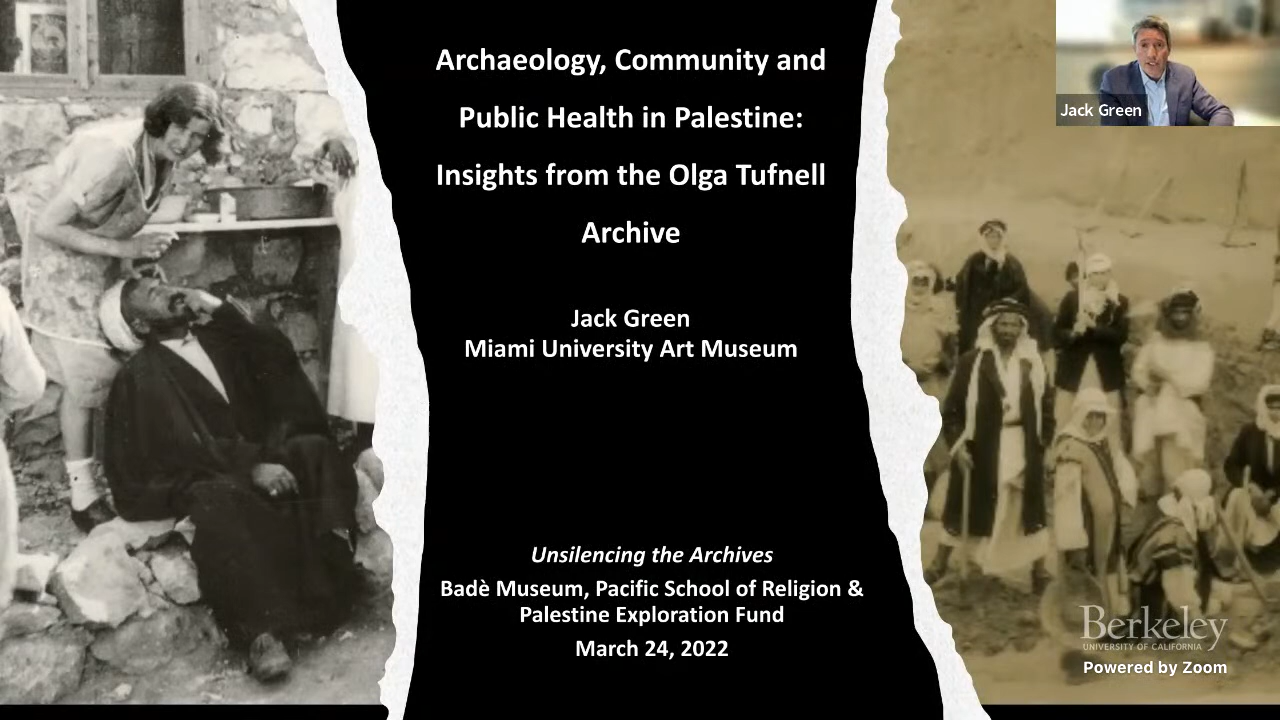 Archaeology, Community and
Public Health in Palestine:
Insights from the Olga Tufnell
Archive
Jack Green
Miami University Art Museum
Unsilencing the Archives
Badè Museum, Pacific School of Religion &
Palestine Exploration Fund
March 24, 2022
Jack Green
Berkeley
UNIVERSITY OF CALIFORNIA
Powered by Zoom